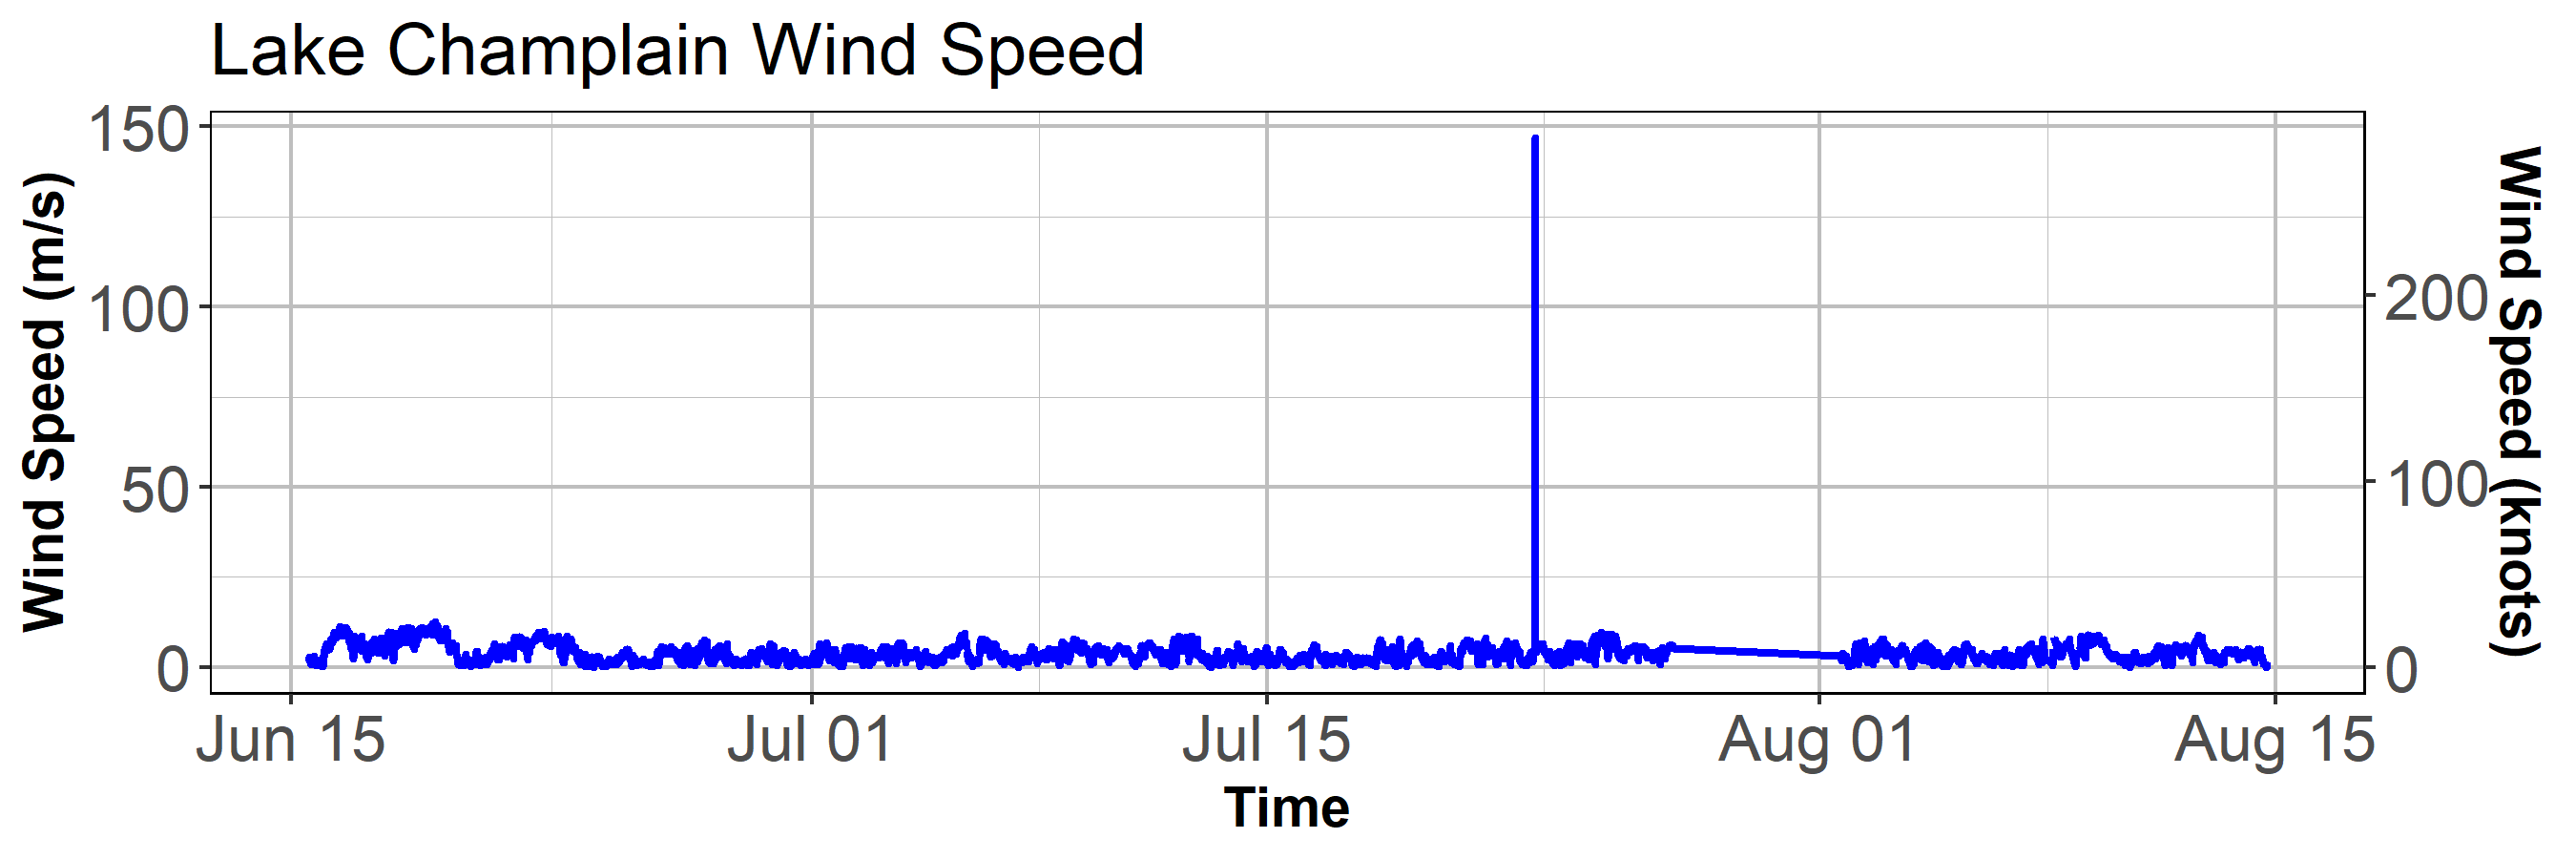 Lake Champlain Wind Speed
Wind Speed (m/s)
150
100
50
0
Wind Speed (knots)
200
100
0
Jun 15
Jul 01
Jul 15
Aug 01
Aug 15
Time